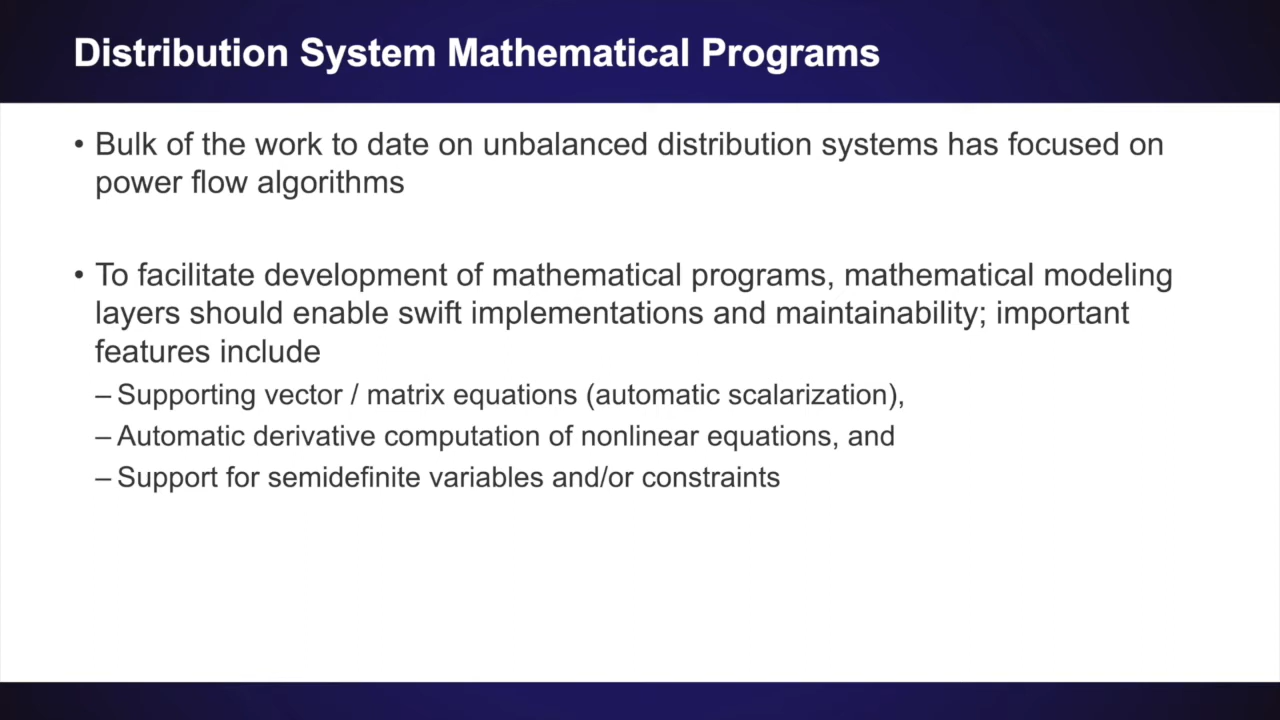 Distribution System Mathematical Programs
• Bulk of the work to date on unbalanced distribution systems has focused on
power flow algorithms
• To facilitate development of mathematical programs, mathematical modeling
layers should enable swift implementations and maintainability; important
features include
– Supporting vector / matrix equations (automatic scalarization),
– Automatic derivative computation of nonlinear equations, and
– Support for semidefinite variables and/or constraints